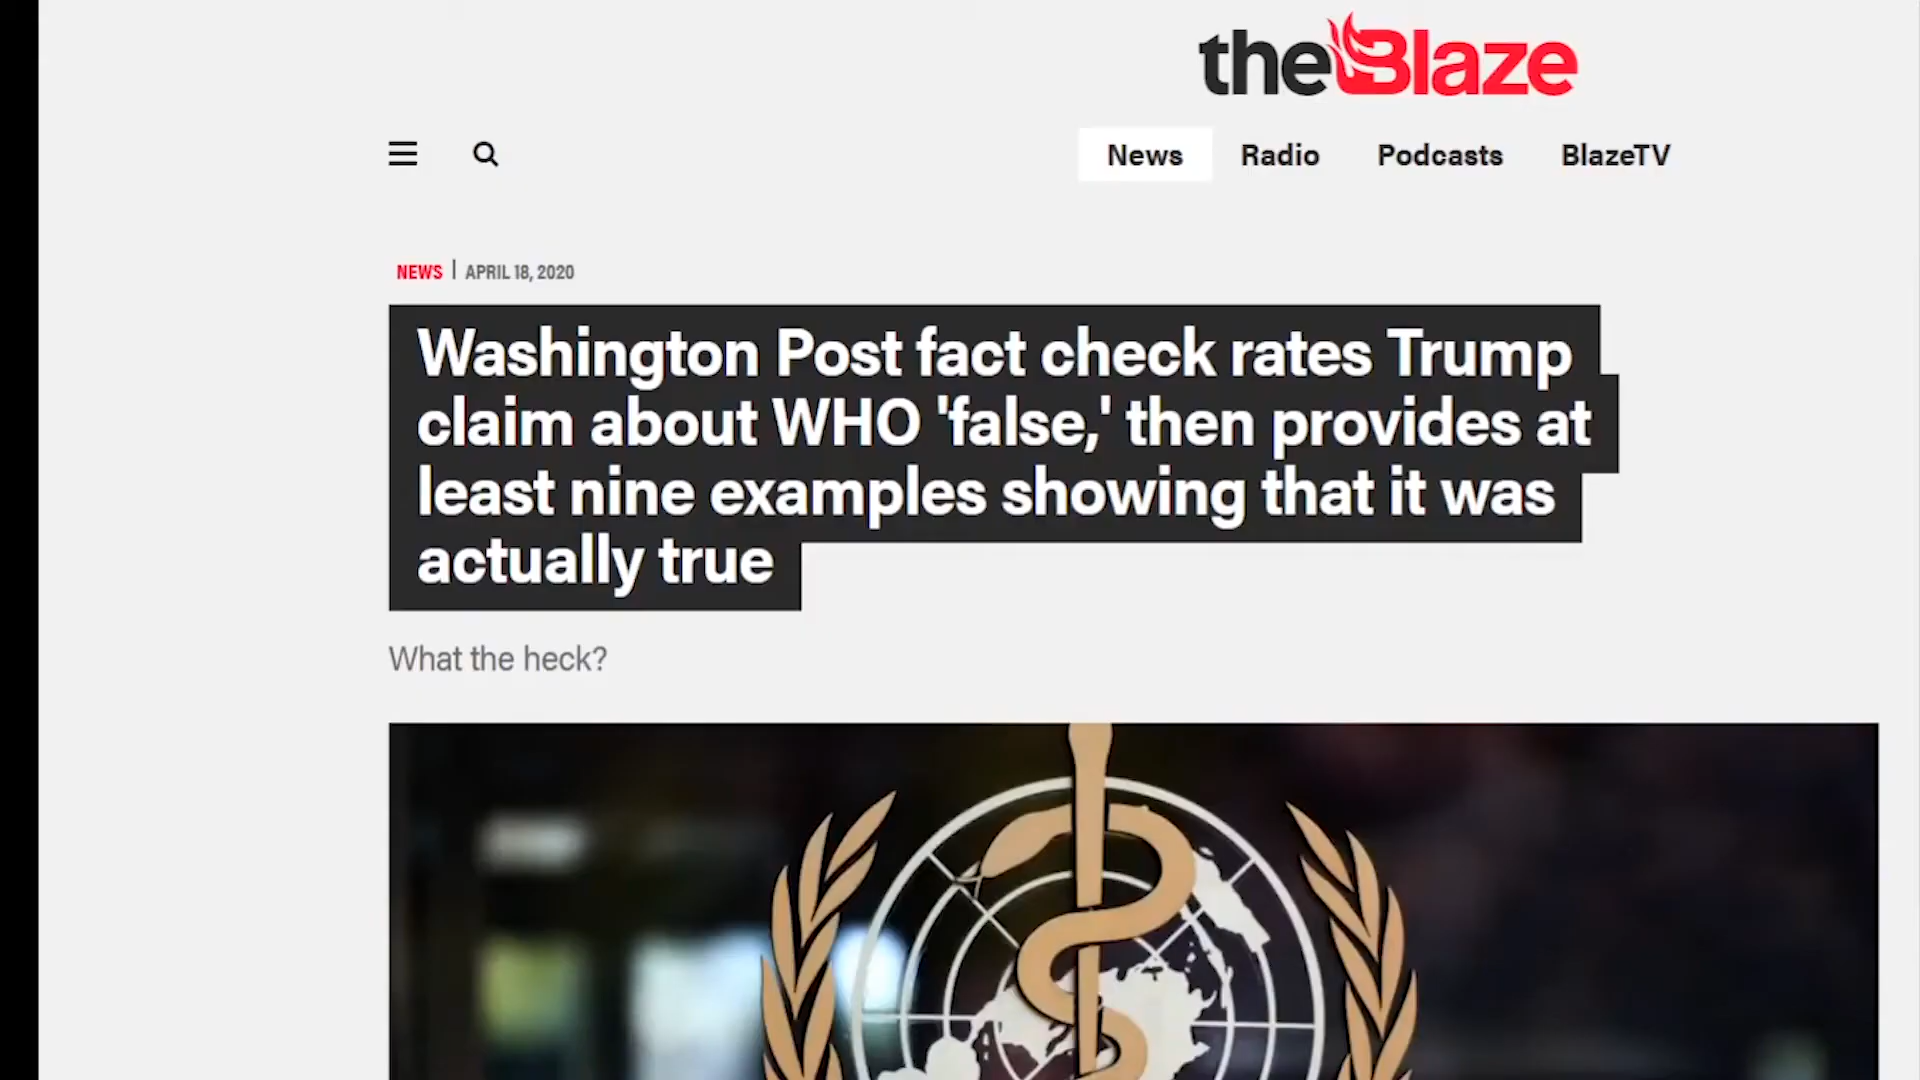 theBlaze
News Radio Podcasts BlazeTV
NEWS | APRIL 18, 2020
Washington Post fact check rates Trump
claim about WHO 'false,' then provides at
least nine examples showing that it was
actually true
What the heck?